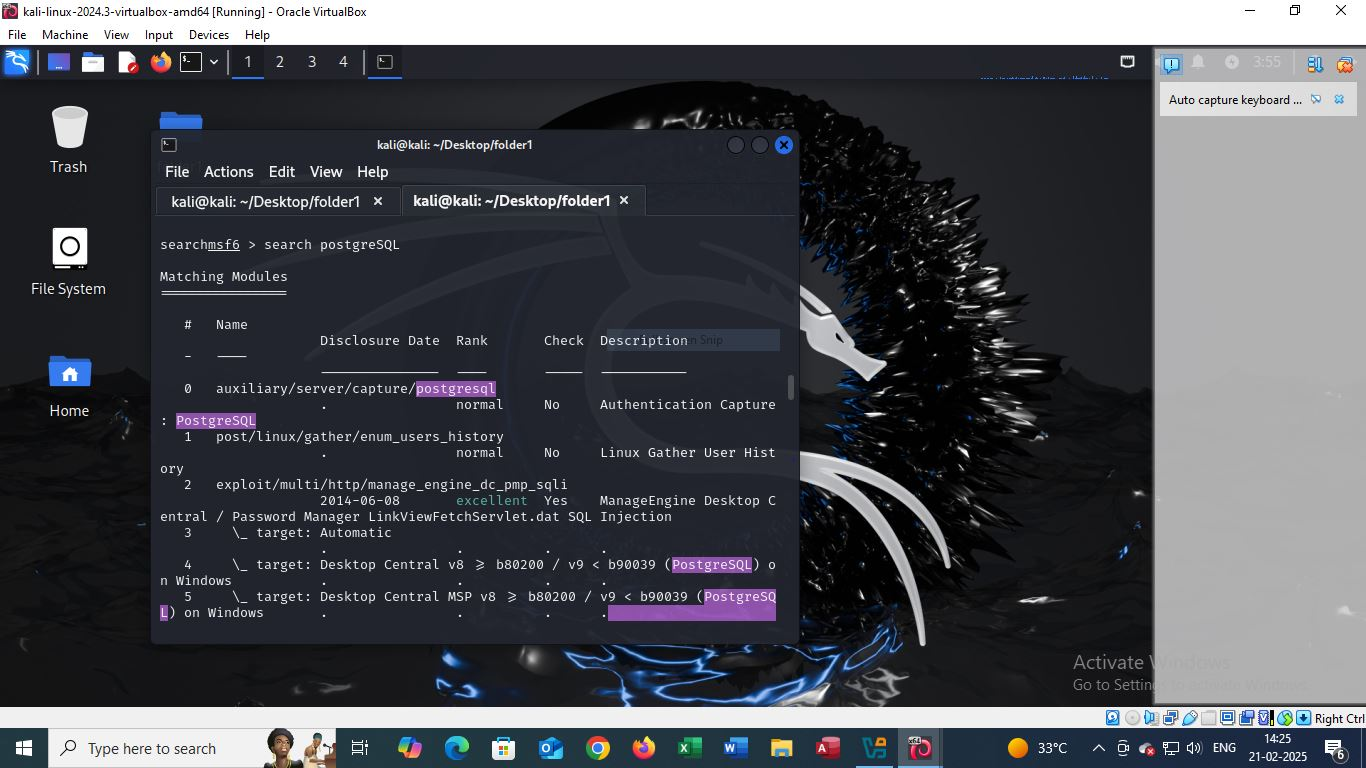 kali-linux-2024.3-virtualbox-amd64 [Running] - Oracle VirtualBox
File Machine View Input Devices Help
1 2 3 4
3:55
Auto capture keyboard ...
Trash
File System
Home
kali@kali: ~/Desktop/folder1
File Actions Edit View Help
kali@kali: ~/Desktop/folder1 × kali@kali: ~/Desktop/folder1 ×
searchmsf6 > search postgreSQL
Matching Modules
================
# Name
Disclosure Date Rank Check Description
- ----
--------------- ---- ----- -----------
0 auxiliary/server/capture/postgresql
. normal No Authentication Capture
: PostgreSQL
1 post/linux/gather/enum_users_history
. normal No Linux Gather User Hist
ory
2 exploit/multi/http/manage_engine_dc_pmp_sqli
2014-06-08 excellent Yes ManageEngine Desktop C
entral / Password Manager LinkViewFetchServlet.dat SQL Injection
3 \_ target: Automatic
. . . .
4 \_ target: Desktop Central v8 >= b80200 / v9 < b90039 (PostgreSQL) o
n Windows . . . .
5 \_ target: Desktop Central MSP v8 >= b80200 / v9 < b90039 (PostgreSQ
L) on Windows . . . .
Activate Windows
Go to Settings to activate Windows.
Right Ctrl
Type here to search
33°C
ENG
14:25
21-02-2025
6